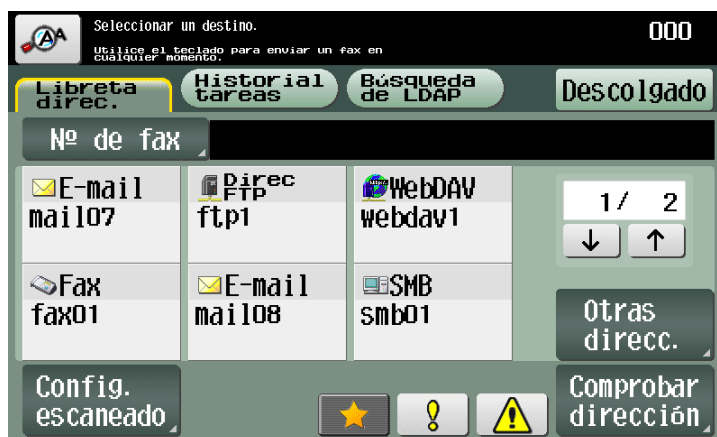 Seleccionar un destino.
000
Utilice el teclado para enviar un fax en
cualquier momento.
Libreta
direc.
Historial
tareas
Búsqueda
de LDAP
Descolgado
Nº de fax
E-mail
mail07
Direc
FTP
ftp1
WebDAV
webdav1
1/ 2
Fax
fax01
E-mail
mail08
SMB
smb01
Otras
direcc.
Config.
escaneado
Comprobar
dirección